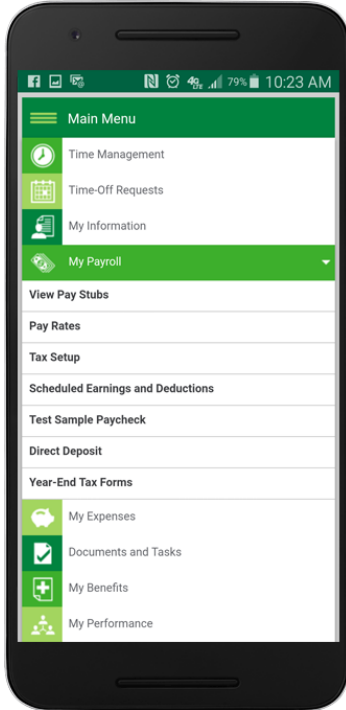 4G LTE 79% 10:23 AM
Main Menu
Time Management
Time-Off Requests
My Information
My Payroll
View Pay Stubs
Pay Rates
Tax Setup
Scheduled Earnings and Deductions
Test Sample Paycheck
Direct Deposit
Year-End Tax Forms
My Expenses
Documents and Tasks
My Benefits
My Performance